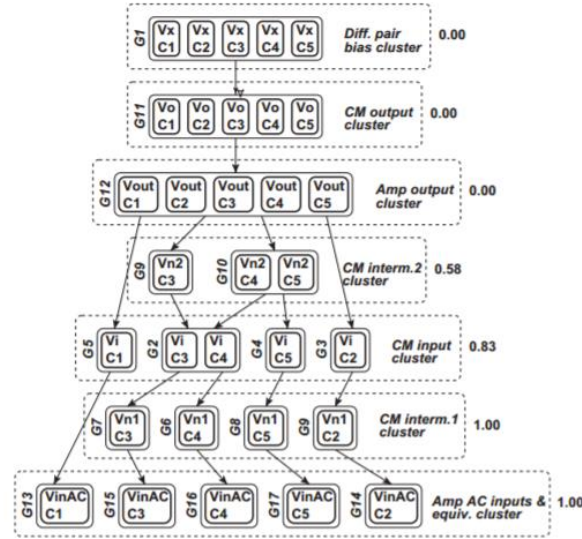 G1
Vx Vx Vx Vx Vx
C1 C2 C3 C4 C5
Diff. pair
bias cluster
0.00
G11
Vo Vo Vo Vo Vo
C1 C2 C3 C4 C5
CM output
cluster
0.00
G12
Vout Vout Vout Vout Vout
C1 C2 C3 C4 C5
Amp output
cluster
0.00
G9
Vn2
C3
G10
Vn2 Vn2
C4 C5
CM interm.2
cluster
0.58
G5
Vi
C1
G2
Vi Vi
C3 C4
G4
Vi
C5
G3
Vi
C2
CM input
cluster
0.83
G7
Vn1
C3
G6
Vn1
C4
G8
Vn1
C5
G9
Vn1
C2
CM interm.1
cluster
1.00
G13
VinAC
C1
G15
VinAC
C3
G16
VinAC
C4
G17
VinAC
C5
G14
VinAC
C2
Amp AC inputs &
equiv. cluster
1.00